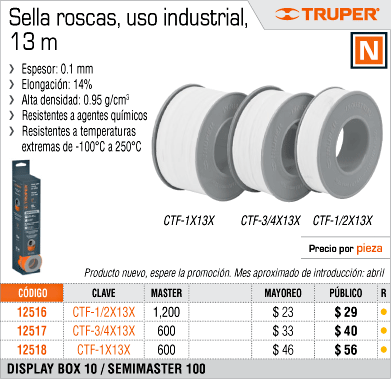 Sella roscas, uso industrial,
13 m
TRUPER®
N
› Espesor: 0.1 mm
› Elongación: 14%
› Alta densidad: 0.95 g/cm³
› Resistentes a agentes químicos
› Resistentes a temperaturas
extremas de -100°C a 250°C
CTF-1X13X CTF-3/4X13X CTF-1/2X13X
Precio por pieza
Producto nuevo, espere la promoción. Mes aproximado de introducción: abril
CÓDIGO CLAVE MASTER MAYOREO PÚBLICO R
12516 CTF-1/2X13X 1,200 $ 23 $ 29
12517 CTF-3/4X13X 600 $ 33 $ 40
12518 CTF-1X13X 600 $ 46 $ 56
DISPLAY BOX 10 / SEMIMASTER 100